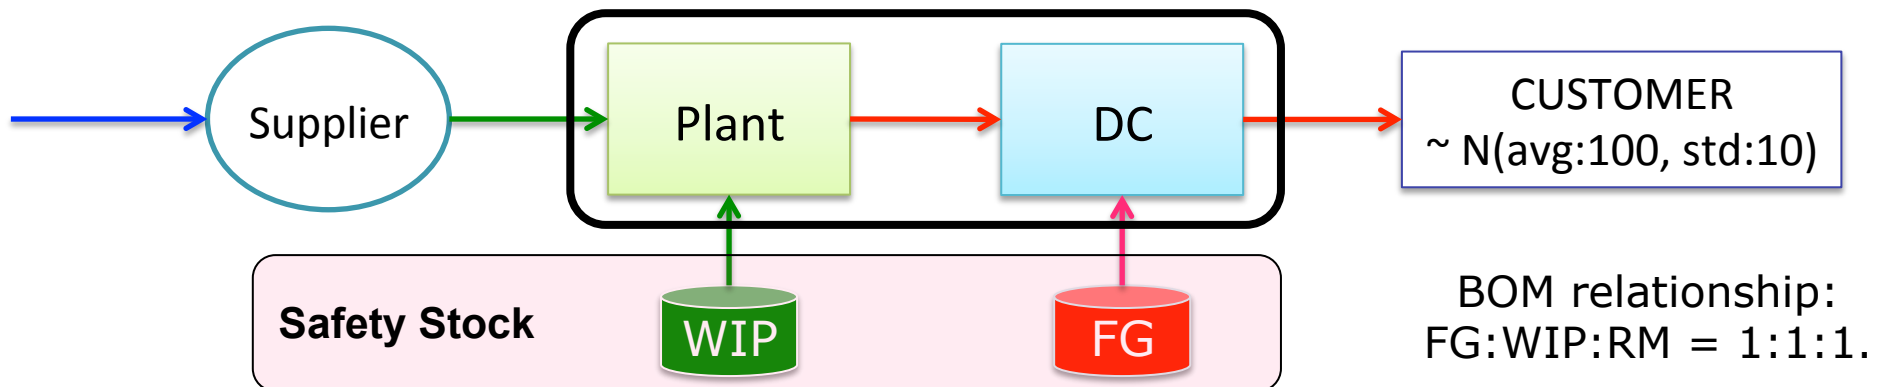 Supplier
Plant
DC
CUSTOMER
~ N(avg:100, std:10)
Safety Stock
WIP
FG
BOM relationship:
FG:WIP:RM = 1:1:1.